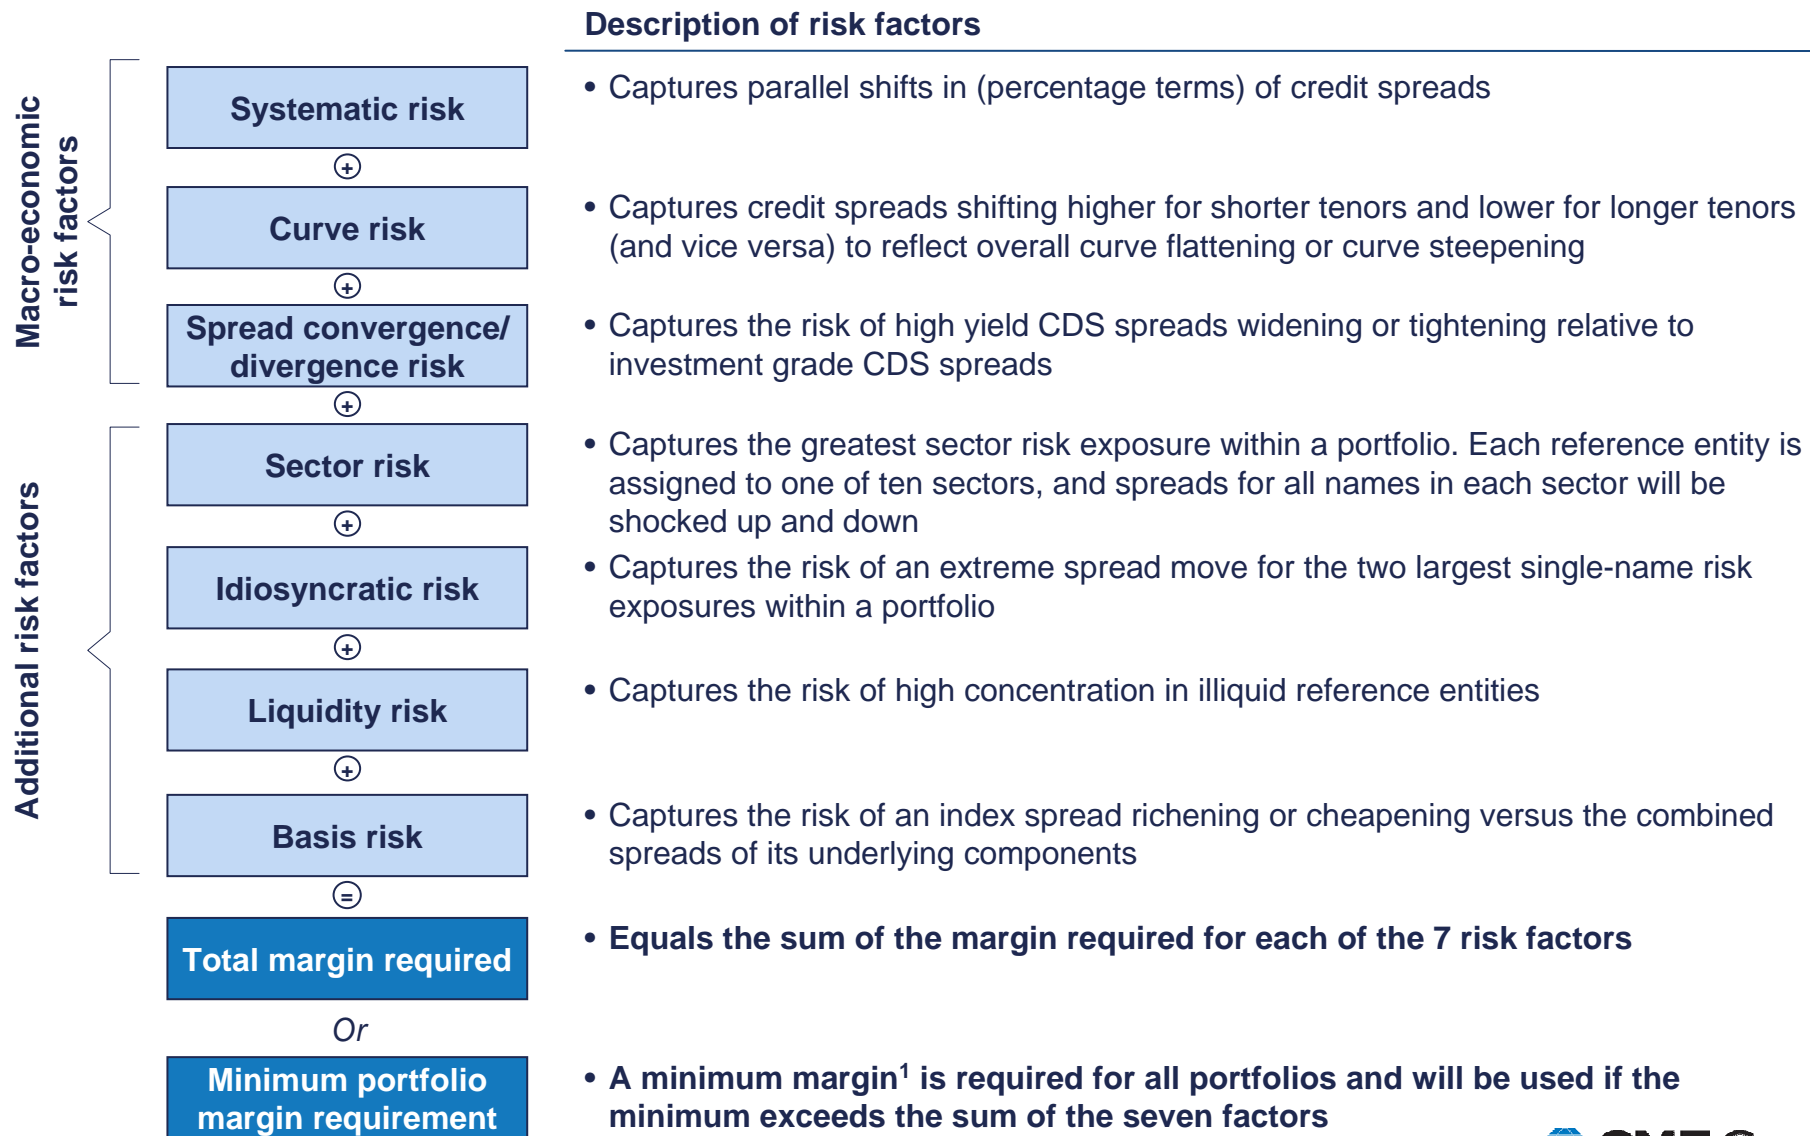 Description of risk factors
Macro-economic
risk factors
Systematic risk
• Captures parallel shifts in (percentage terms) of credit spreads
+
Curve risk
• Captures credit spreads shifting higher for shorter tenors and lower for longer tenors
(and vice versa) to reflect overall curve flattening or curve steepening
+
Spread convergence/
divergence risk
• Captures the risk of high yield CDS spreads widening or tightening relative to
investment grade CDS spreads
+
Additional risk factors
Sector risk
• Captures the greatest sector risk exposure within a portfolio. Each reference entity is
assigned to one of ten sectors, and spreads for all names in each sector will be
shocked up and down
+
Idiosyncratic risk
• Captures the risk of an extreme spread move for the two largest single-name risk
exposures within a portfolio
+
Liquidity risk
• Captures the risk of high concentration in illiquid reference entities
+
Basis risk
• Captures the risk of an index spread richening or cheapening versus the combined
spreads of its underlying components
=
Total margin required
• Equals the sum of the margin required for each of the 7 risk factors
Or
Minimum portfolio
margin requirement
• A minimum margin¹ is required for all portfolios and will be used if the
minimum exceeds the sum of the seven factors